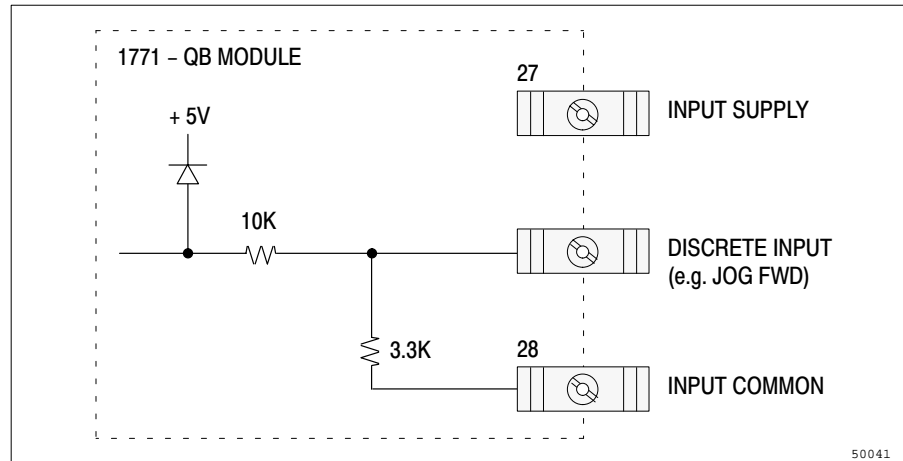 1771 – QB MODULE
27
INPUT SUPPLY
+ 5V
10K
DISCRETE INPUT
(e.g. JOG FWD)
3.3K
28
INPUT COMMON
50041